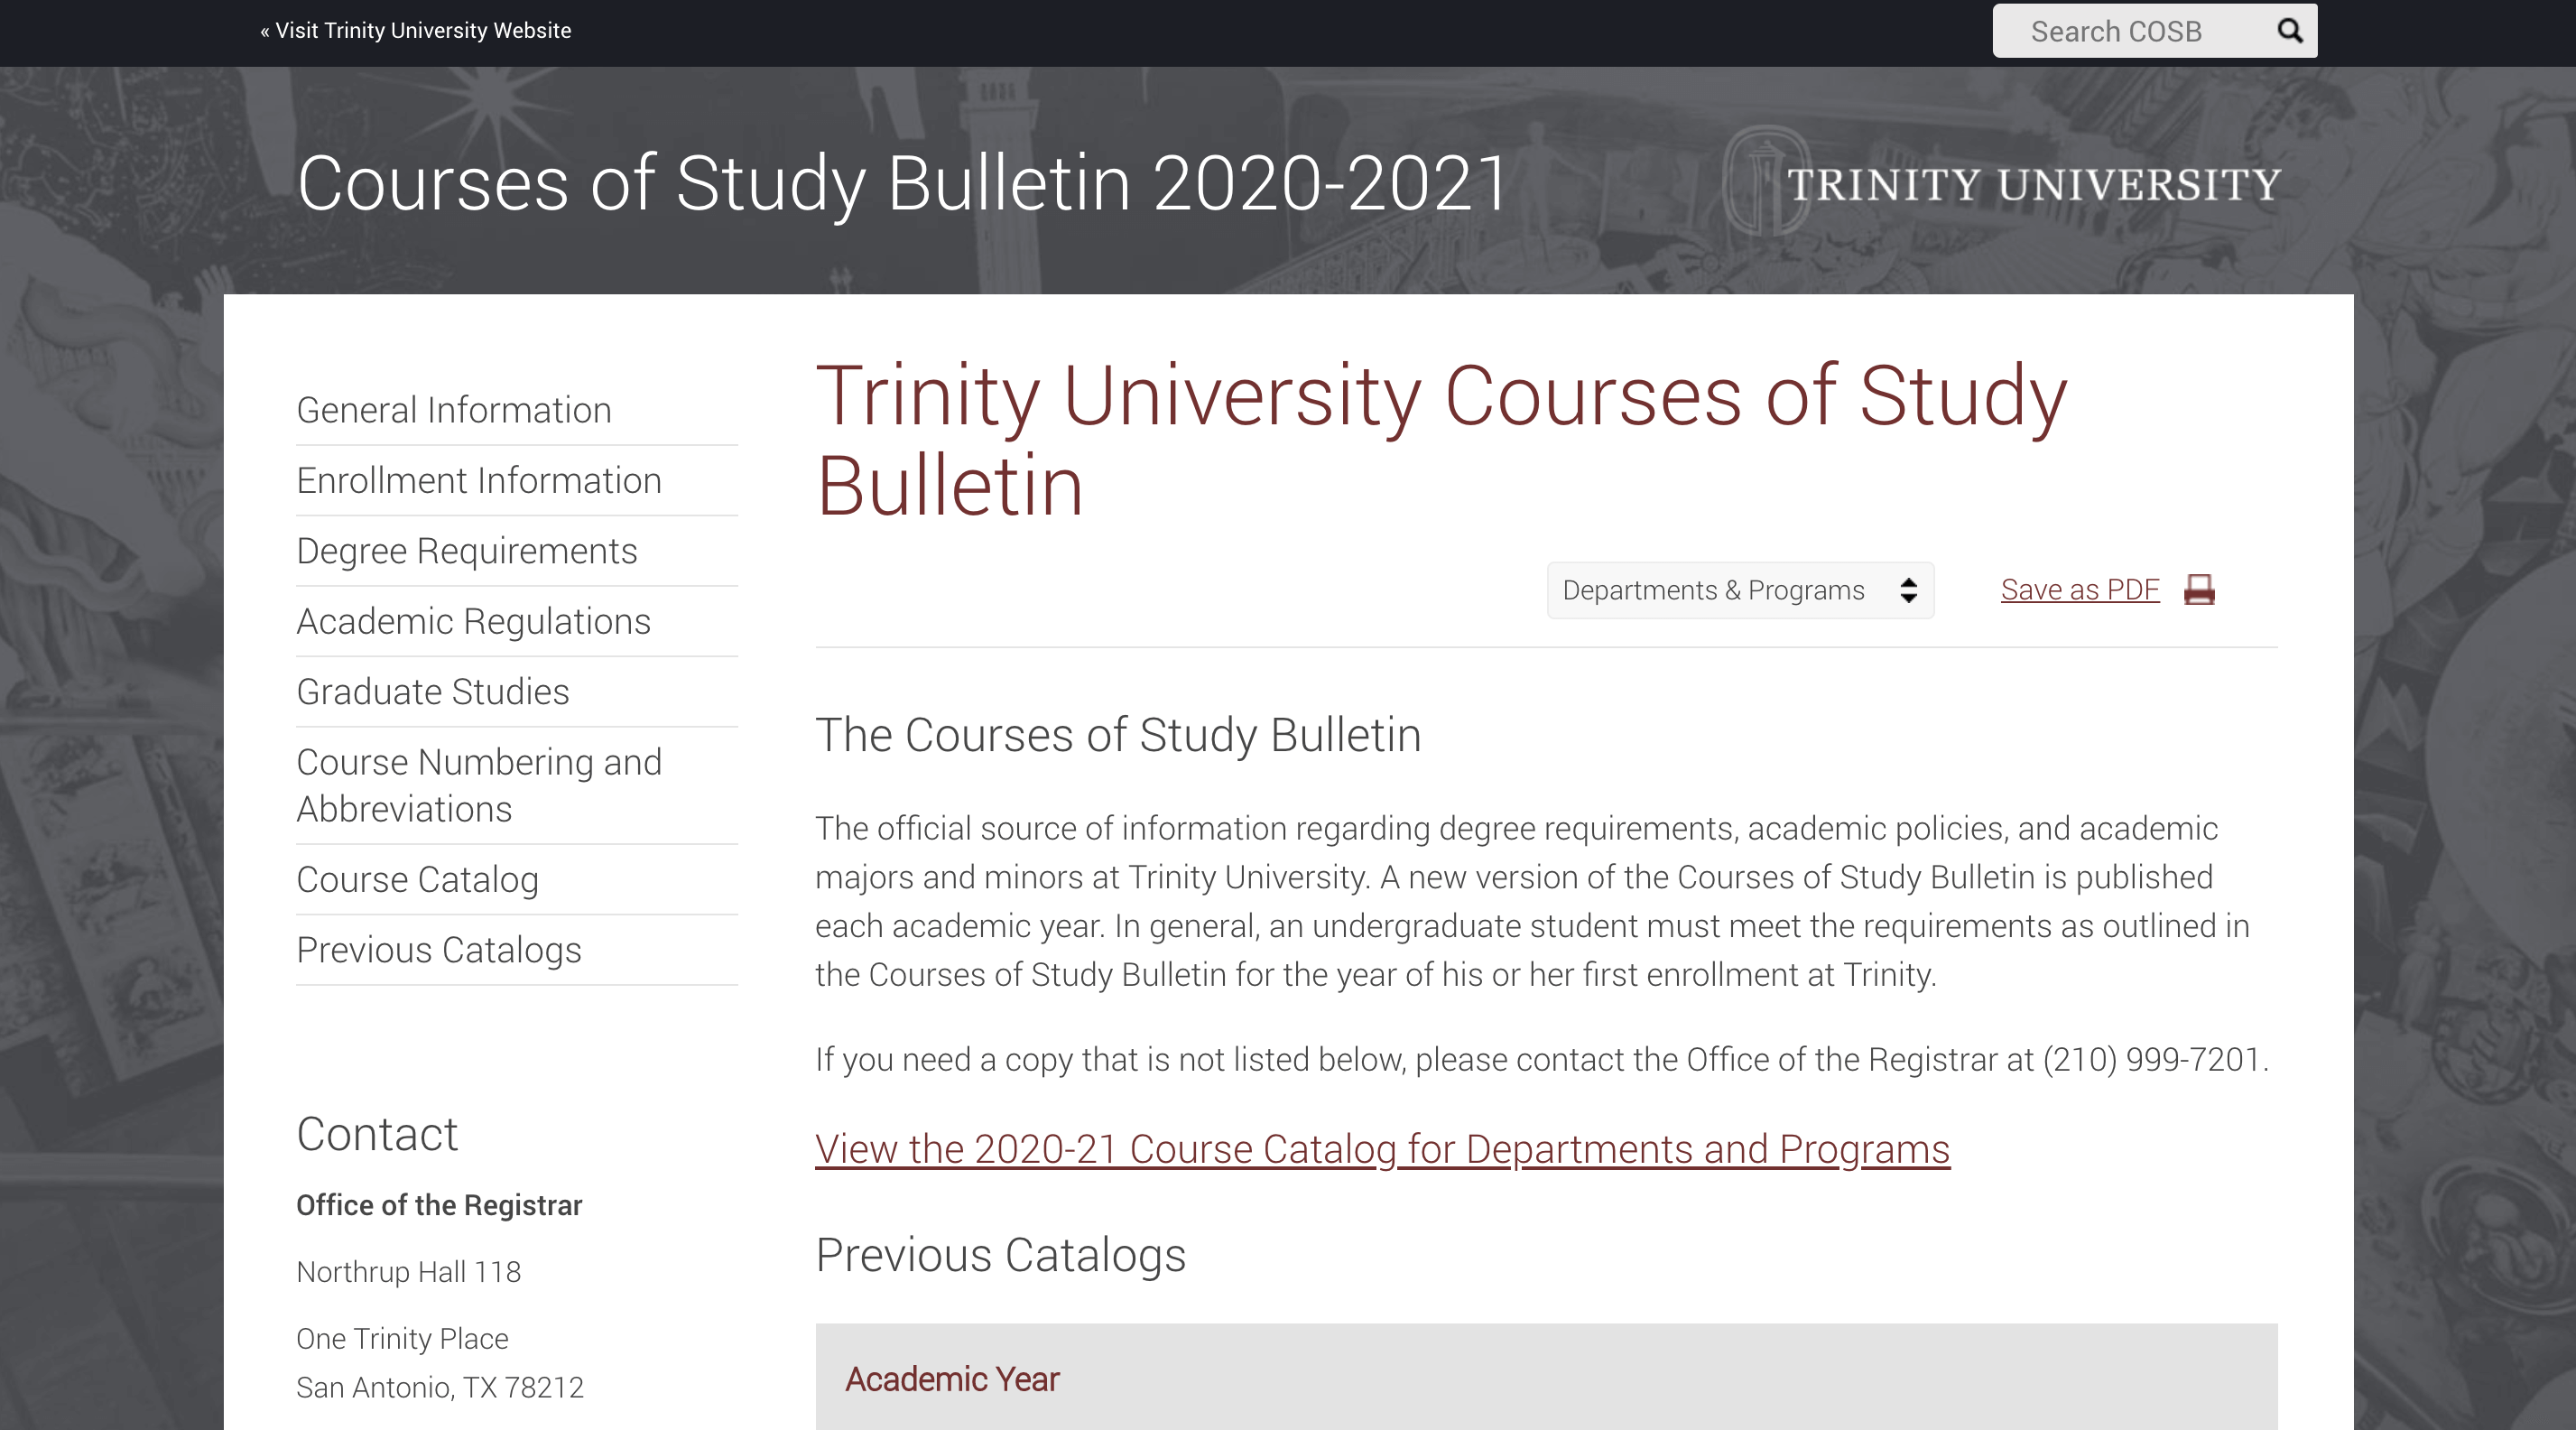 « Visit Trinity University Website
Search COSB
Courses of Study Bulletin 2020-2021
TRINITY UNIVERSITY
General Information
Enrollment Information
Degree Requirements
Academic Regulations
Graduate Studies
Course Numbering and
Abbreviations
Course Catalog
Previous Catalogs
Contact
Office of the Registrar
Northrup Hall 118
One Trinity Place
San Antonio, TX 78212
Trinity University Courses of Study
Bulletin
Departments & Programs
Save as PDF
The Courses of Study Bulletin
The official source of information regarding degree requirements, academic policies, and academic
majors and minors at Trinity University. A new version of the Courses of Study Bulletin is published
each academic year. In general, an undergraduate student must meet the requirements as outlined in
the Courses of Study Bulletin for the year of his or her first enrollment at Trinity.
If you need a copy that is not listed below, please contact the Office of the Registrar at (210) 999-7201.
View the 2020-21 Course Catalog for Departments and Programs
Previous Catalogs
Academic Year